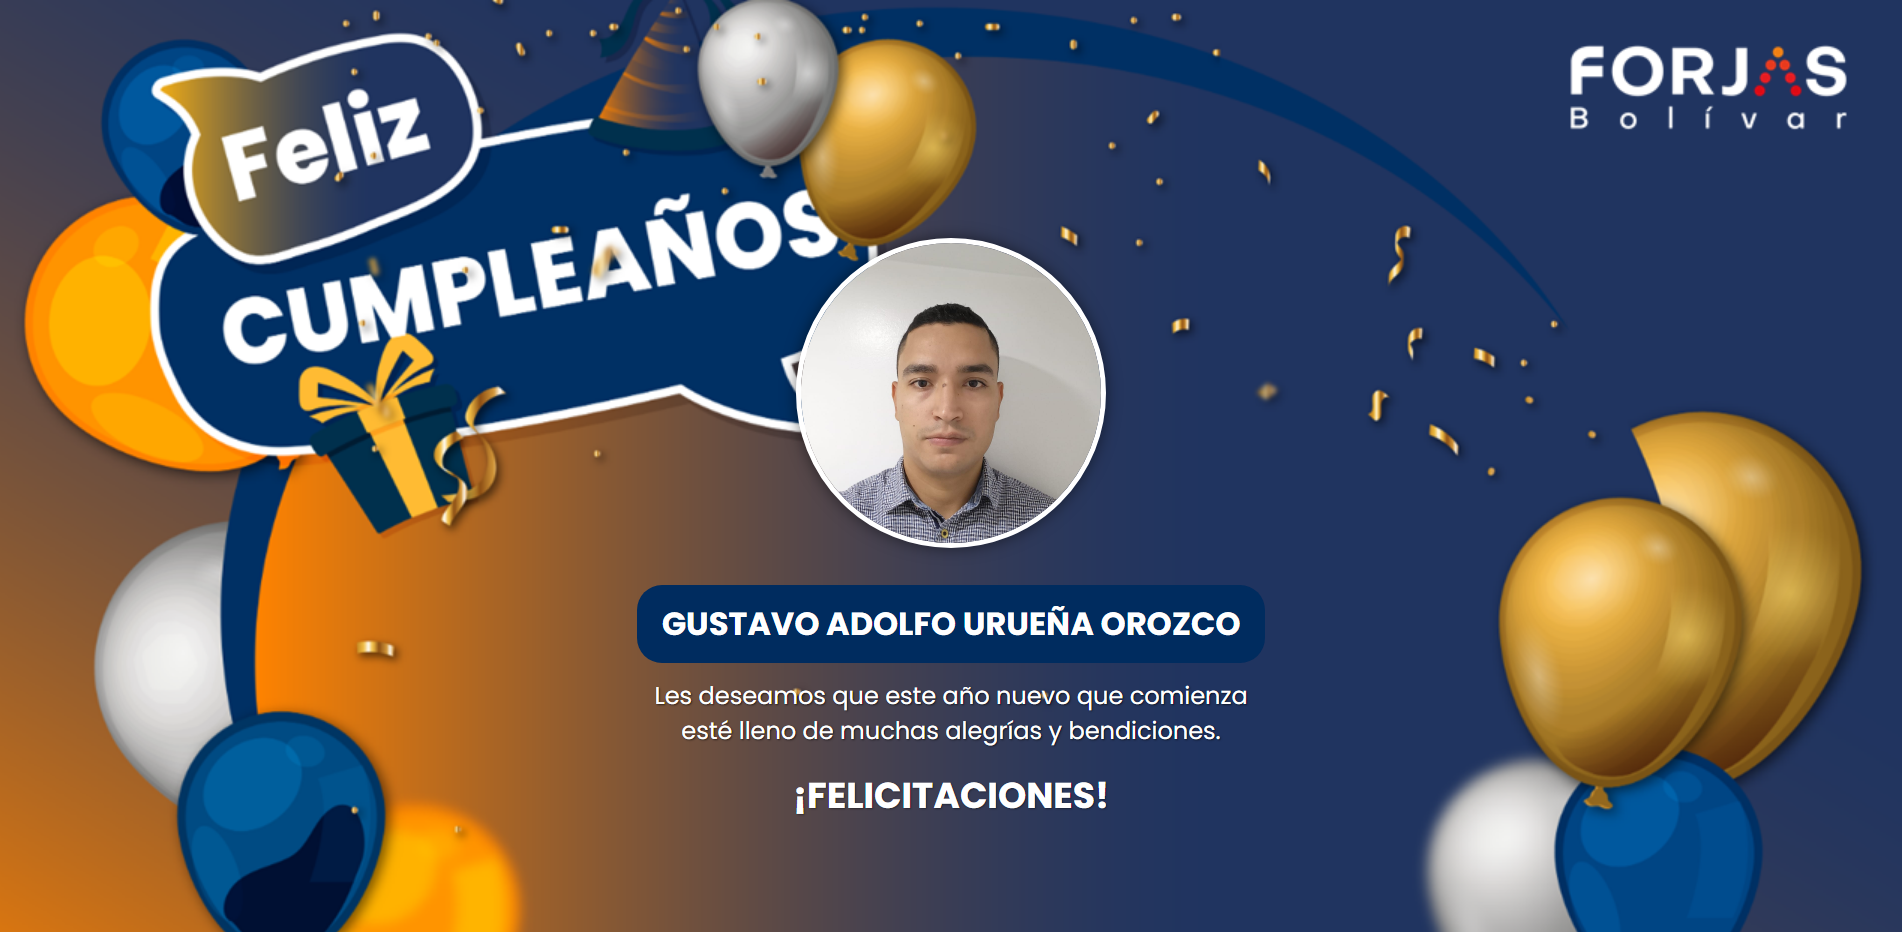 FORJAS
Bolívar
Feliz
CUMPLEAÑOS
GUSTAVO ADOLFO URUEÑA OROZCO
Les deseamos que este año nuevo que comienza
esté lleno de muchas alegrías y bendiciones.
¡FELICITACIONES!